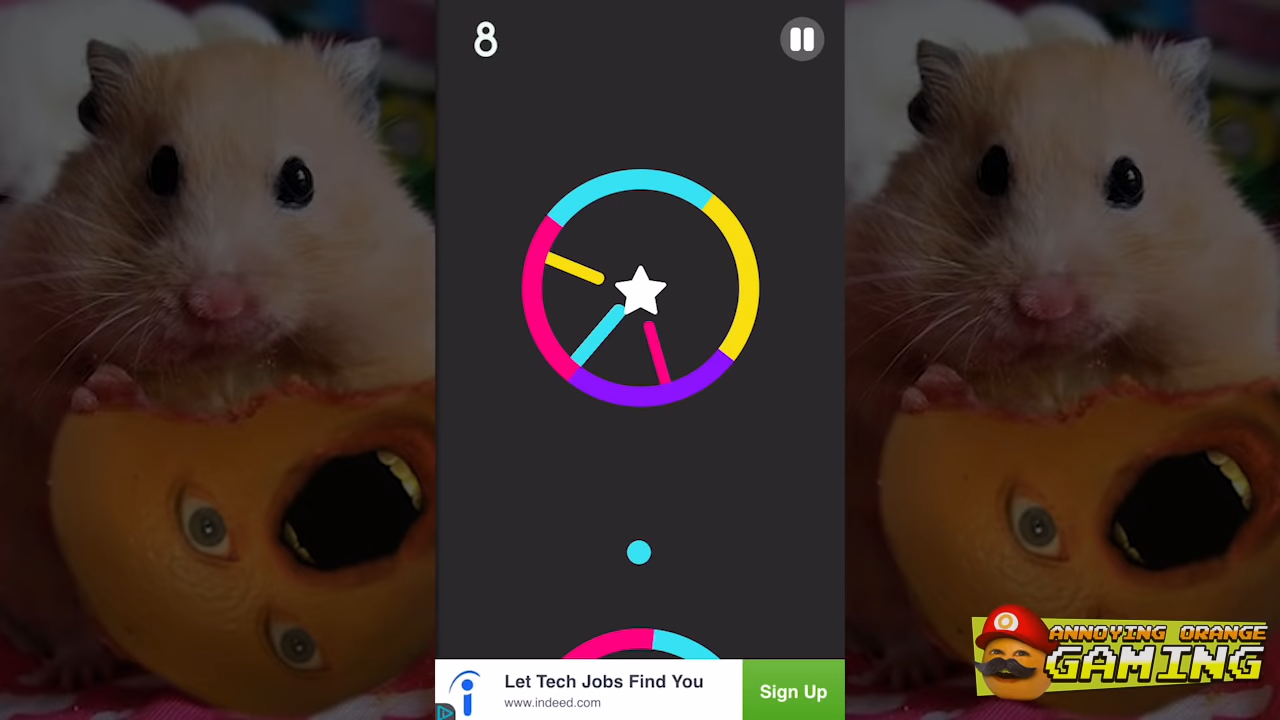 8
Let Tech Jobs Find You
www.indeed.com
Sign Up
ANNOYING ORANGE
GAMING